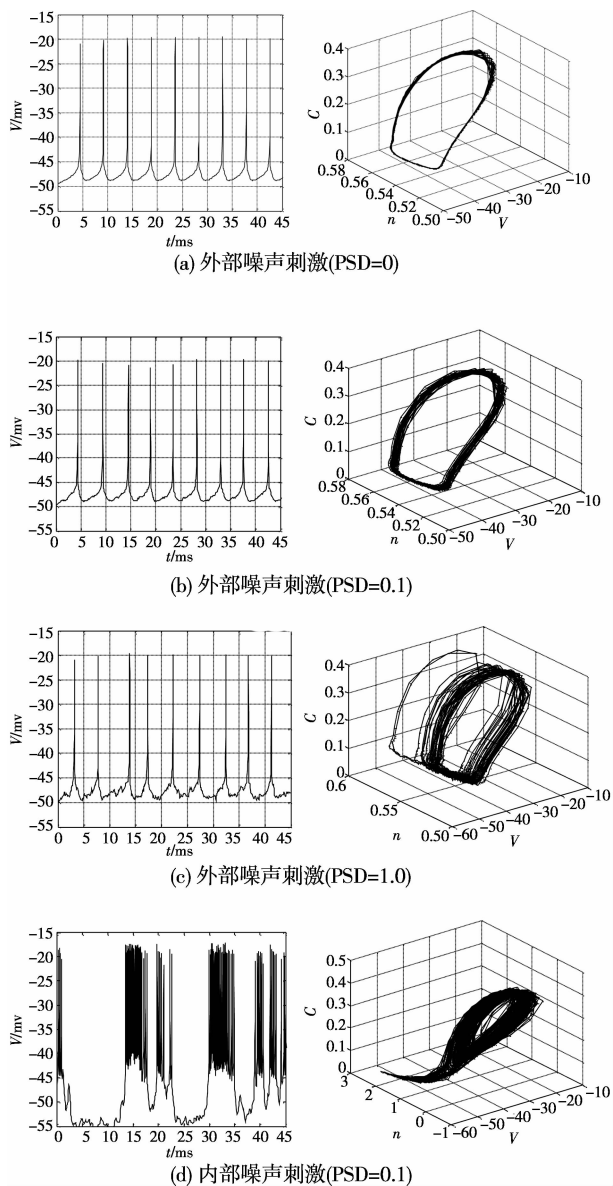 −15
−20
−25
−30
−35
−40
−45
−50
−55
V/mv
0 5 10 15 20 25 30 35 40 45
t/ms
0.4
0.3
0.2
0.1
0
C
0.58
0.56
0.54
0.52
0.50
n
−50 −40 −30 −20 −10
V
(a) 外部噪声刺激(PSD=0)
−15
−20
−25
−30
−35
−40
−45
−50
−55
V/mv
0 5 10 15 20 25 30 35 40 45
t/ms
0.4
0.3
0.2
0.1
0
C
0.58
0.56
0.54
0.52
0.50
n
−50 −40 −30 −20 −10
V
(b) 外部噪声刺激(PSD=0.1)
−15
−20
−25
−30
−35
−40
−45
−50
−55
V/mv
0 5 10 15 20 25 30 35 40 45
t/ms
0.4
0.3
0.2
0.1
0
C
0.6
0.55
0.50
n
−60 −50 −40 −30 −20 −10
V
(c) 外部噪声刺激(PSD=1.0)
−15
−20
−25
−30
−35
−40
−45
−50
−55
V/mv
0 5 10 15 20 25 30 35 40 45
t/ms
0.5
0.4
0.3
0.2
0.1
0
C
3
2
1
0
−1
n
−60 −50 −40 −30 −20 −10
V
(d) 内部噪声刺激(PSD=0.1)